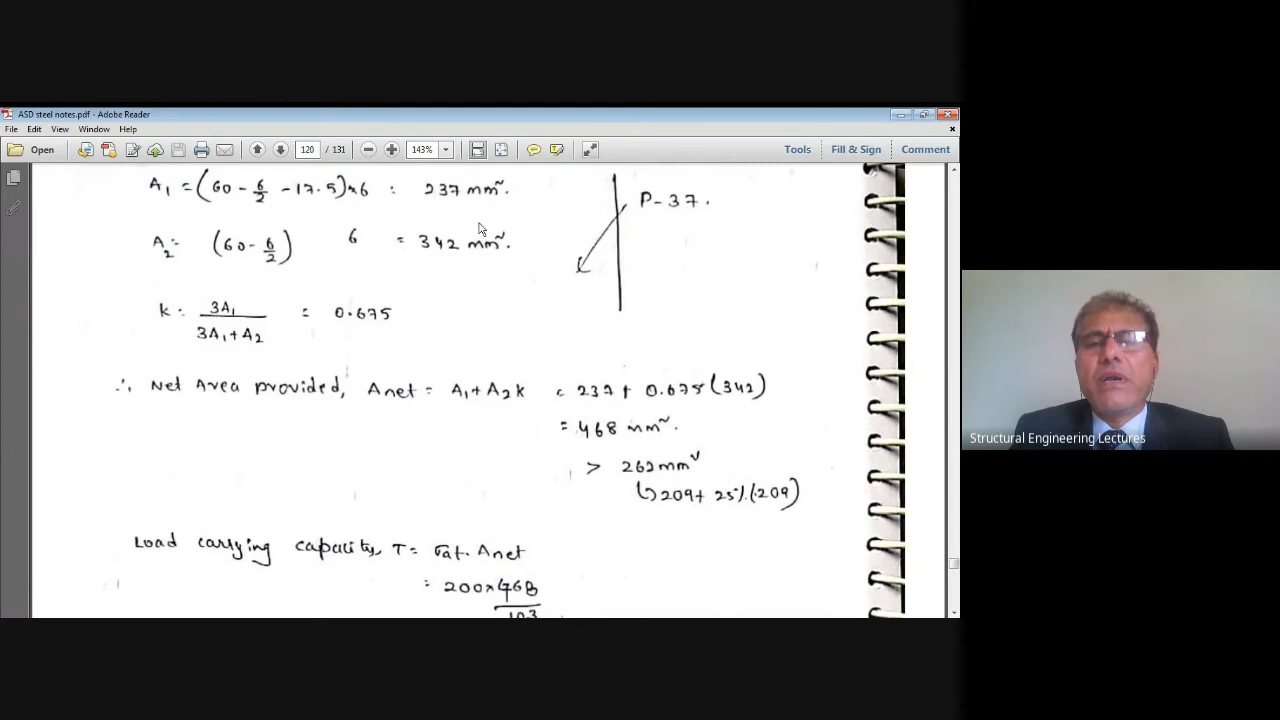 ASD steel notes.pdf - Adobe Reader
File Edit View Window Help
Open 120 / 131 143% Tools Fill & Sign Comment
A₁ = (60 - 6/2 - 17.5) × 6 = 237 mm².
P - 37.
A₂ = (60 - 6/2) 6 = 342 mm².
k = 3A₁ / 3A₁ + A₂ = 0.675
∴ Net Area provided, Anet = A₁ + A₂k = 237 + 0.675 (342)
= 468 mm².
> 262 mm²
↳ 209 + 25% (209)
Load carrying capacity, T = σat. Anet
= 200 × 468
10³
Structural Engineering Lectures